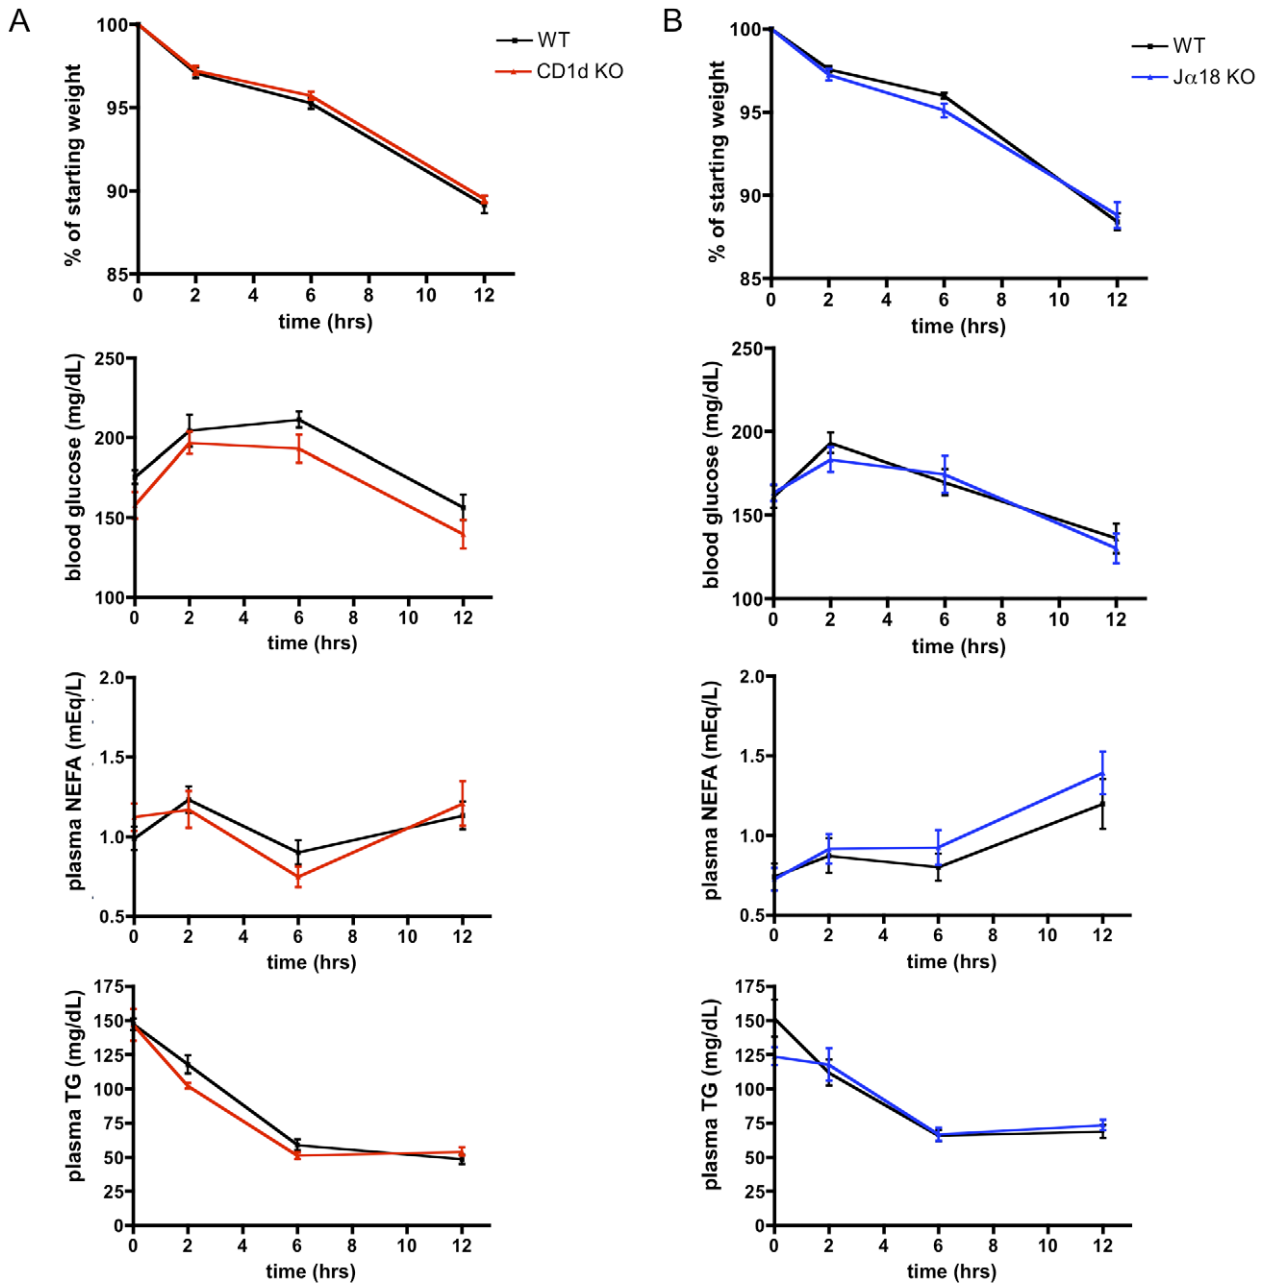 A
100
95
90
85
% of starting weight
0 2 4 6 8 10 12
time (hrs)
WT
CD1d KO
250
200
150
100
blood glucose (mg/dL)
0 2 4 6 8 10 12
time (hrs)
2.0
1.5
1.0
0.5
plasma NEFA (mEq/L)
0 2 4 6 8 10 12
time (hrs)
175
150
125
100
75
50
25
0
plasma TG (mg/dL)
0 2 4 6 8 10 12
time (hrs)
B
100
95
90
85
% of starting weight
0 2 4 6 8 10 12
time (hrs)
WT
Jα18 KO
250
200
150
100
blood glucose (mg/dL)
0 2 4 6 8 10 12
time (hrs)
2.0
1.5
1.0
0.5
plasma NEFA (mEq/L)
0 2 4 6 8 10 12
time (hrs)
175
150
125
100
75
50
25
0
plasma TG (mg/dL)
0 2 4 6 8 10 12
time (hrs)